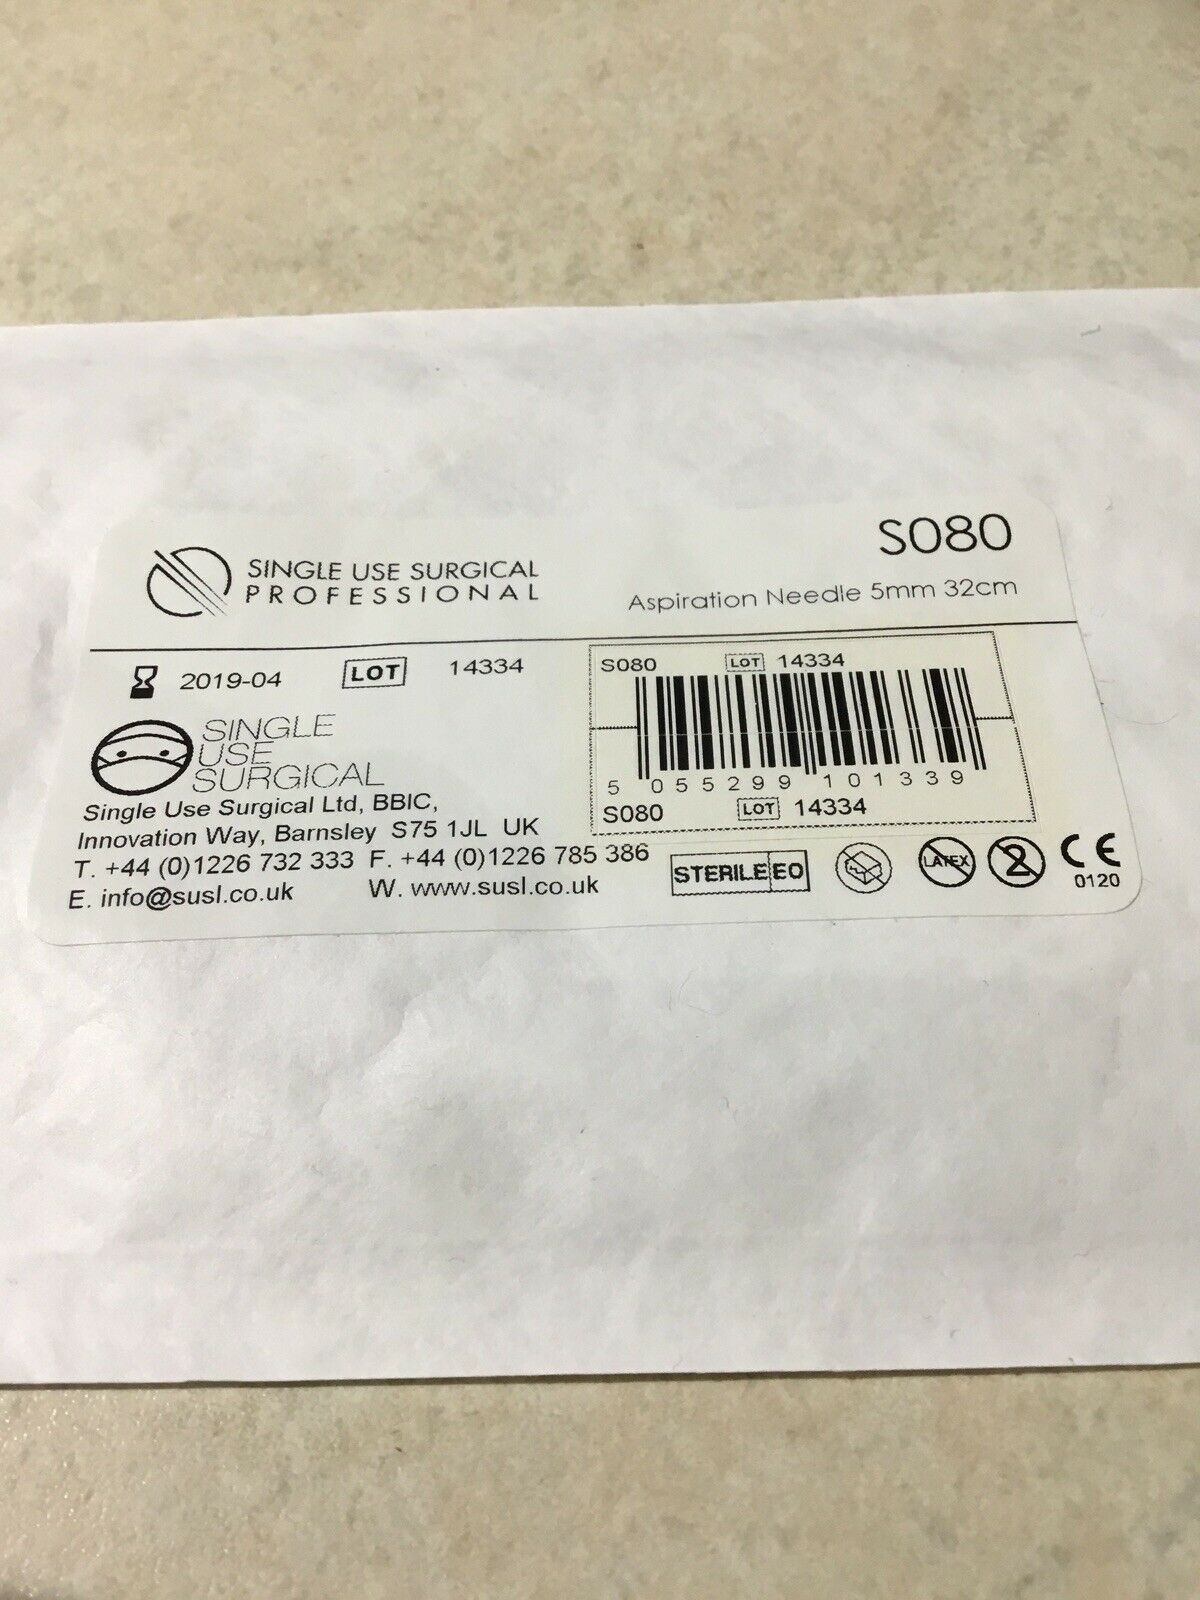 SINGLE USE SURGICAL
PROFESSIONAL
S080
Aspiration Needle 5mm 32cm
2019-04 LOT 14334
S080 LOT 14334
5 055299 101339
S080 LOT 14334
SINGLE
USE
SURGICAL
Single Use Surgical Ltd, BBIC,
Innovation Way, Barnsley S75 1JL UK
T. +44 (0)1226 732 333 F. +44 (0)1226 785 386
E. info@susl.co.uk W. www.susl.co.uk
STERILE EO
LATEX
2
CE
0120